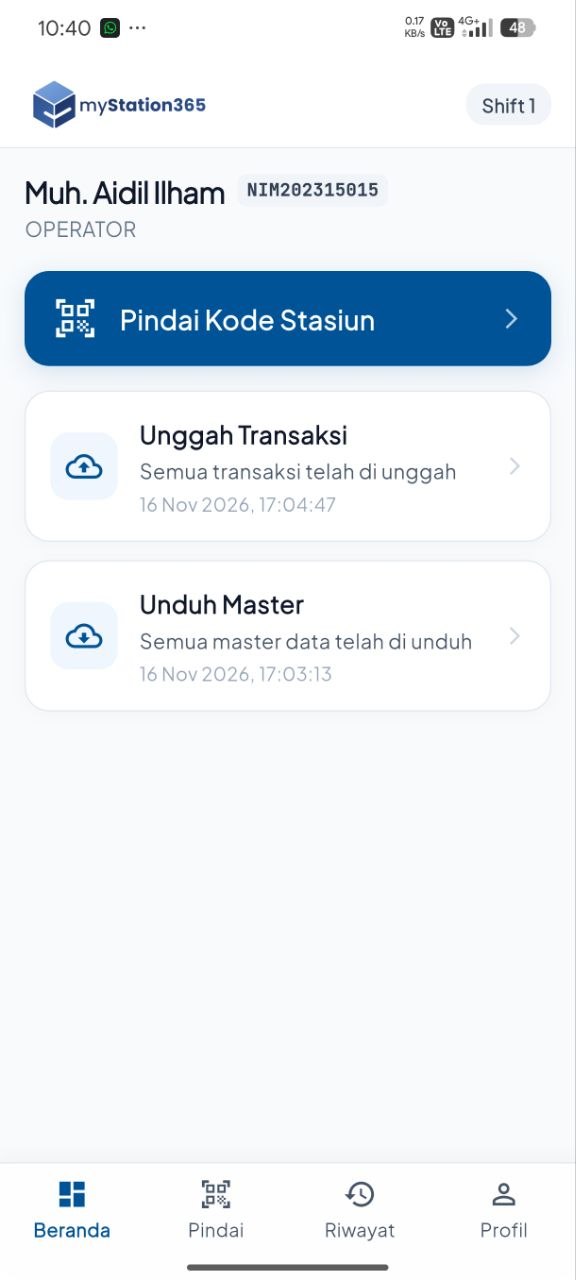 10:40 ...
0.17 KB/s Vo LTE 4G+ 48
myStation365
Shift 1
Muh. Aidil Ilham NIM202315015
OPERATOR
Pindai Kode Stasiun
Unggah Transaksi
Semua transaksi telah di unggah
16 Nov 2026, 17:04:47
Unduh Master
Semua master data telah di unduh
16 Nov 2026, 17:03:13
Beranda Pindai Riwayat Profil